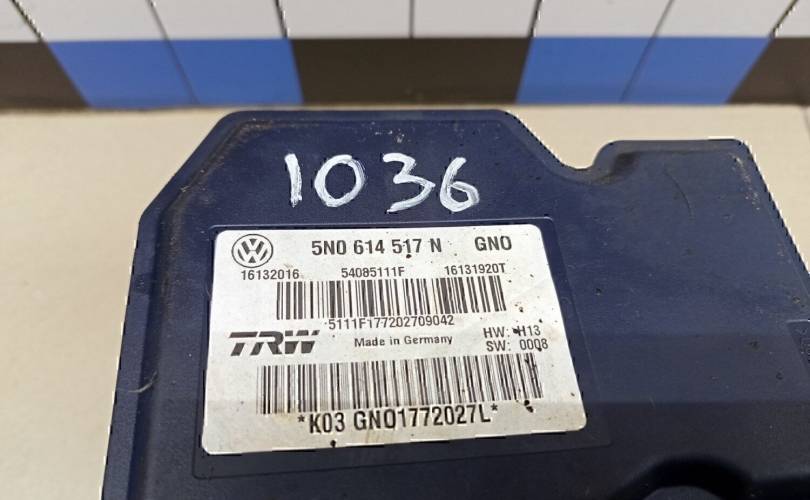 1036
5N0 614 517 N GNO
16132016 54085111F 16131920T
5111F177202709042
TRW Made in Germany HW: H13
SW: 0008
*K03 GNO1772027L*